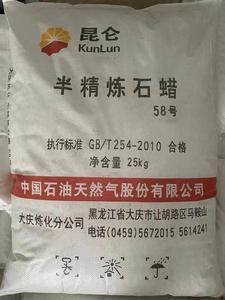 昆仑
KunLun
半精炼石蜡
58号
执行标准 GB/T254-2010 合格
净含量 25kg
中国石油天然气股份有限公司
大庆炼化分公司
黑龙江省大庆市让胡路区马鞍山
电话(0459)5672015 5614241